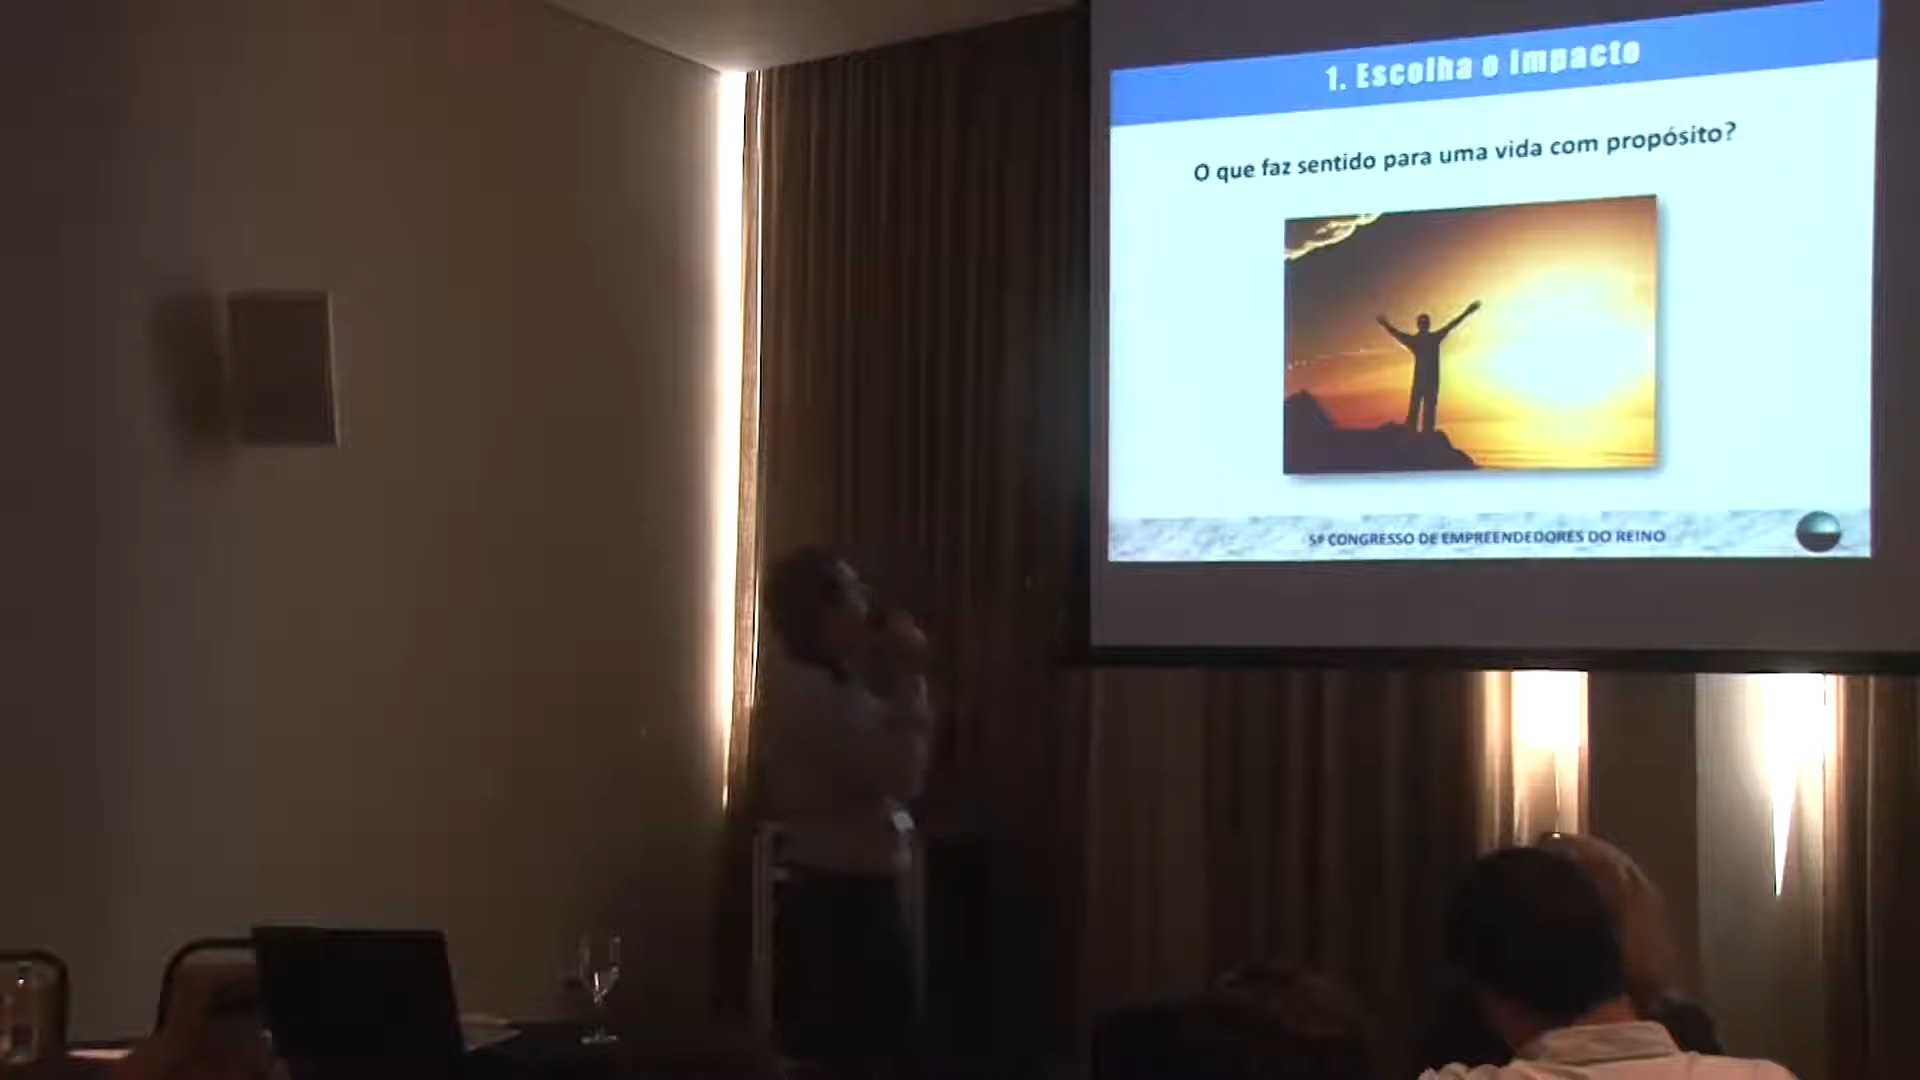 1. Escolha o Impacto
O que faz sentido para uma vida com propósito?
5º CONGRESSO DE EMPREENDEDORES DO REINO